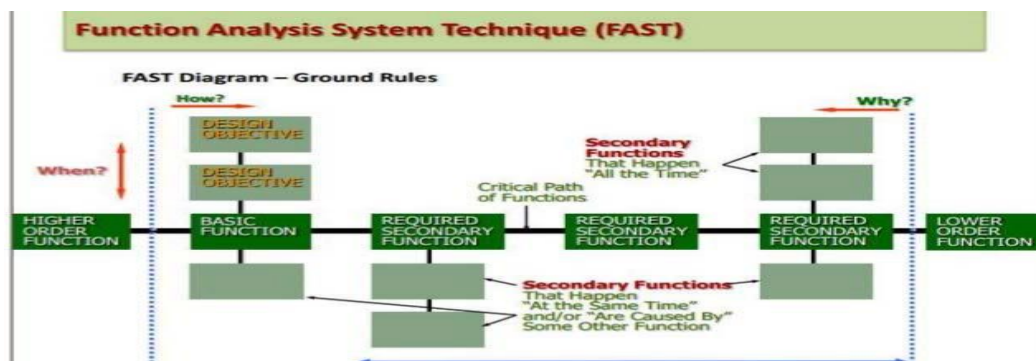 Function Analysis System Technique (FAST)
FAST Diagram – Ground Rules
How?
Why?
When?
DESIGN
OBJECTIVE
DESIGN
OBJECTIVE
Secondary
Functions
That Happen
"All the Time"
Critical Path
of Functions
HIGHER
ORDER
FUNCTION
BASIC
FUNCTION
REQUIRED
SECONDARY
FUNCTION
REQUIRED
SECONDARY
FUNCTION
REQUIRED
SECONDARY
FUNCTION
LOWER
ORDER
FUNCTION
Secondary Functions
That Happen
"At the Same Time"
and/or "Are Caused By"
Some Other Function